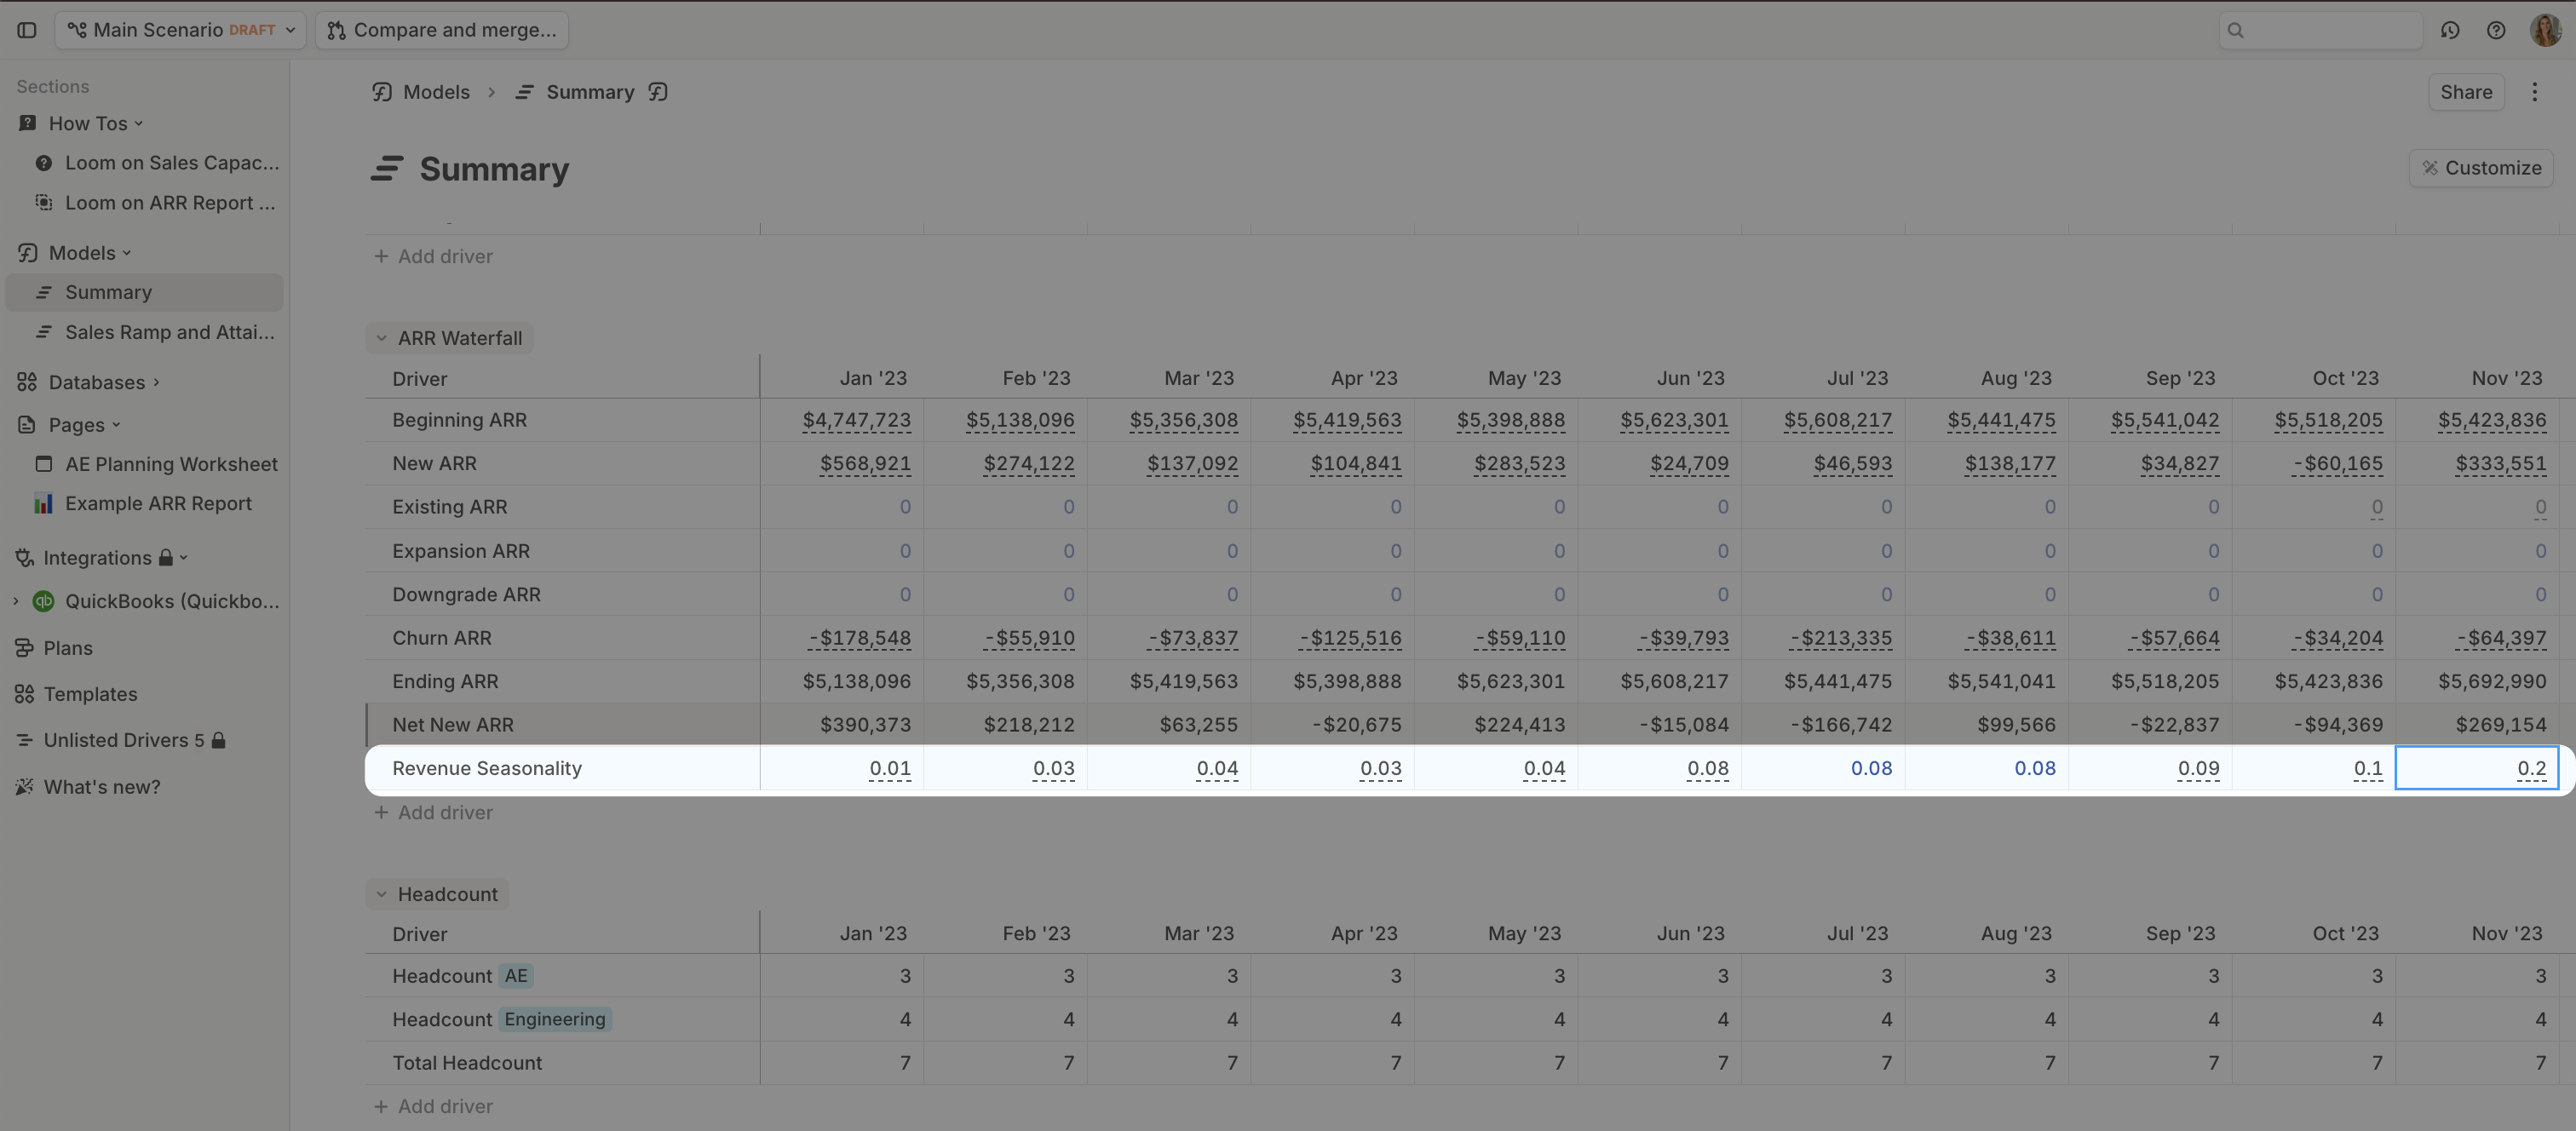 Main Scenario DRAFT
Compare and merge...
Sections
How Tos
Loom on Sales Capac...
Loom on ARR Report ...
Models
Summary
Sales Ramp and Attai...
Databases
Pages
AE Planning Worksheet
Example ARR Report
Integrations
qb QuickBooks (Quickbo...
Plans
Templates
Unlisted Drivers 5
What's new?
Models > Summary
Share
Summary
Customize
+ Add driver
ARR Waterfall
Driver Jan '23 Feb '23 Mar '23 Apr '23 May '23 Jun '23 Jul '23 Aug '23 Sep '23 Oct '23 Nov '23
Beginning ARR $4,747,723 $5,138,096 $5,356,308 $5,419,563 $5,398,888 $5,623,301 $5,608,217 $5,441,475 $5,541,042 $5,518,205 $5,423,836
New ARR $568,921 $274,122 $137,092 $104,841 $283,523 $24,709 $46,593 $138,177 $34,827 -$60,165 $333,551
Existing ARR 0 0 0 0 0 0 0 0 0 0 0
Expansion ARR 0 0 0 0 0 0 0 0 0 0 0
Downgrade ARR 0 0 0 0 0 0 0 0 0 0 0
Churn ARR -$178,548 -$55,910 -$73,837 -$125,516 -$59,110 -$39,793 -$213,335 -$38,611 -$57,664 -$34,204 -$64,397
Ending ARR $5,138,096 $5,356,308 $5,419,563 $5,398,888 $5,623,301 $5,608,217 $5,441,475 $5,541,041 $5,518,205 $5,423,836 $5,692,990
Net New ARR $390,373 $218,212 $63,255 -$20,675 $224,413 -$15,084 -$166,742 $99,566 -$22,837 -$94,369 $269,154
Revenue Seasonality 0.01 0.03 0.04 0.03 0.04 0.08 0.08 0.08 0.09 0.1 0.2
+ Add driver
Headcount
Driver Jan '23 Feb '23 Mar '23 Apr '23 May '23 Jun '23 Jul '23 Aug '23 Sep '23 Oct '23 Nov '23
Headcount AE 3 3 3 3 3 3 3 3 3 3 3
Headcount Engineering 4 4 4 4 4 4 4 4 4 4 4
Total Headcount 7 7 7 7 7 7 7 7 7 7 7
+ Add driver